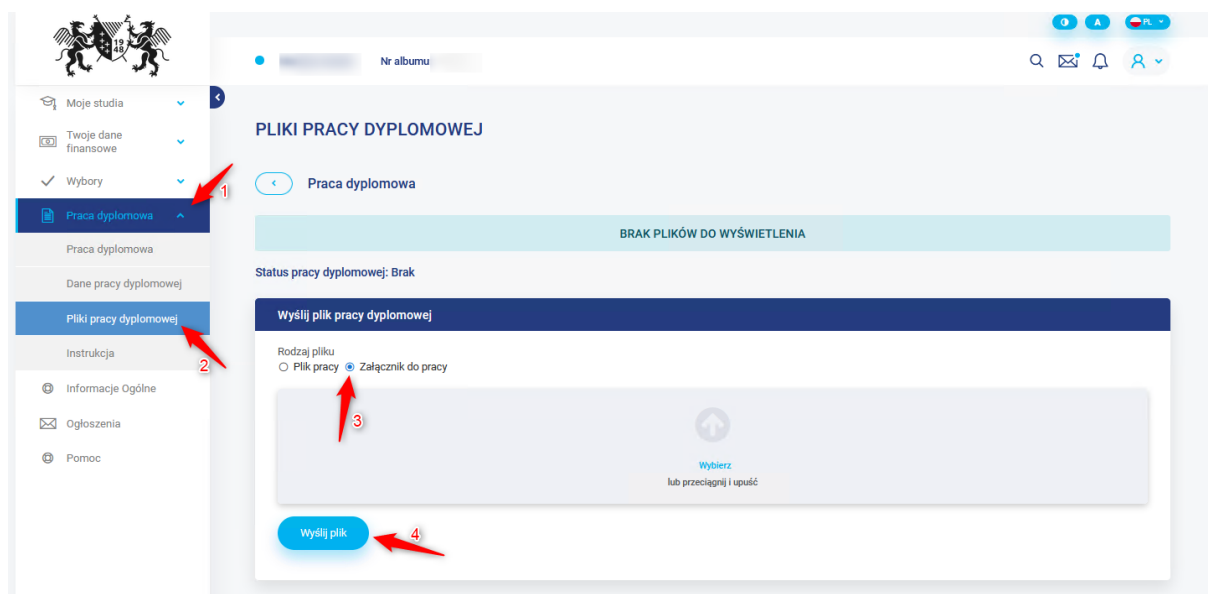 19
48
A
PL
Nr albumu
Moje studia
Twoje dane
finansowe
Wybory
1
Praca dyplomowa
Praca dyplomowa
Dane pracy dyplomowej
Pliki pracy dyplomowej
2
Instrukcja
Informacje Ogólne
Ogłoszenia
Pomoc
PLIKI PRACY DYPLOMOWEJ
Praca dyplomowa
BRAK PLIKÓW DO WYŚWIETLENIA
Status pracy dyplomowej: Brak
Wyślij plik pracy dyplomowej
Rodzaj pliku
Plik pracy Załącznik do pracy
3
Wybierz
lub przeciągnij i upuść
Wyślij plik
4